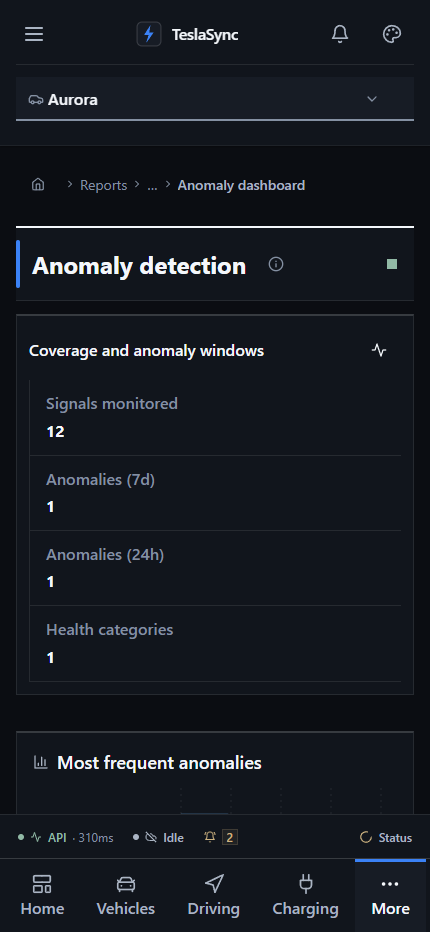 TeslaSync
Aurora
Reports ... Anomaly dashboard
Anomaly detection
Coverage and anomaly windows
Signals monitored
12
Anomalies (7d)
1
Anomalies (24h)
1
Health categories
1
Most frequent anomalies
API · 310ms Idle 2 Status
Home Vehicles Driving Charging More